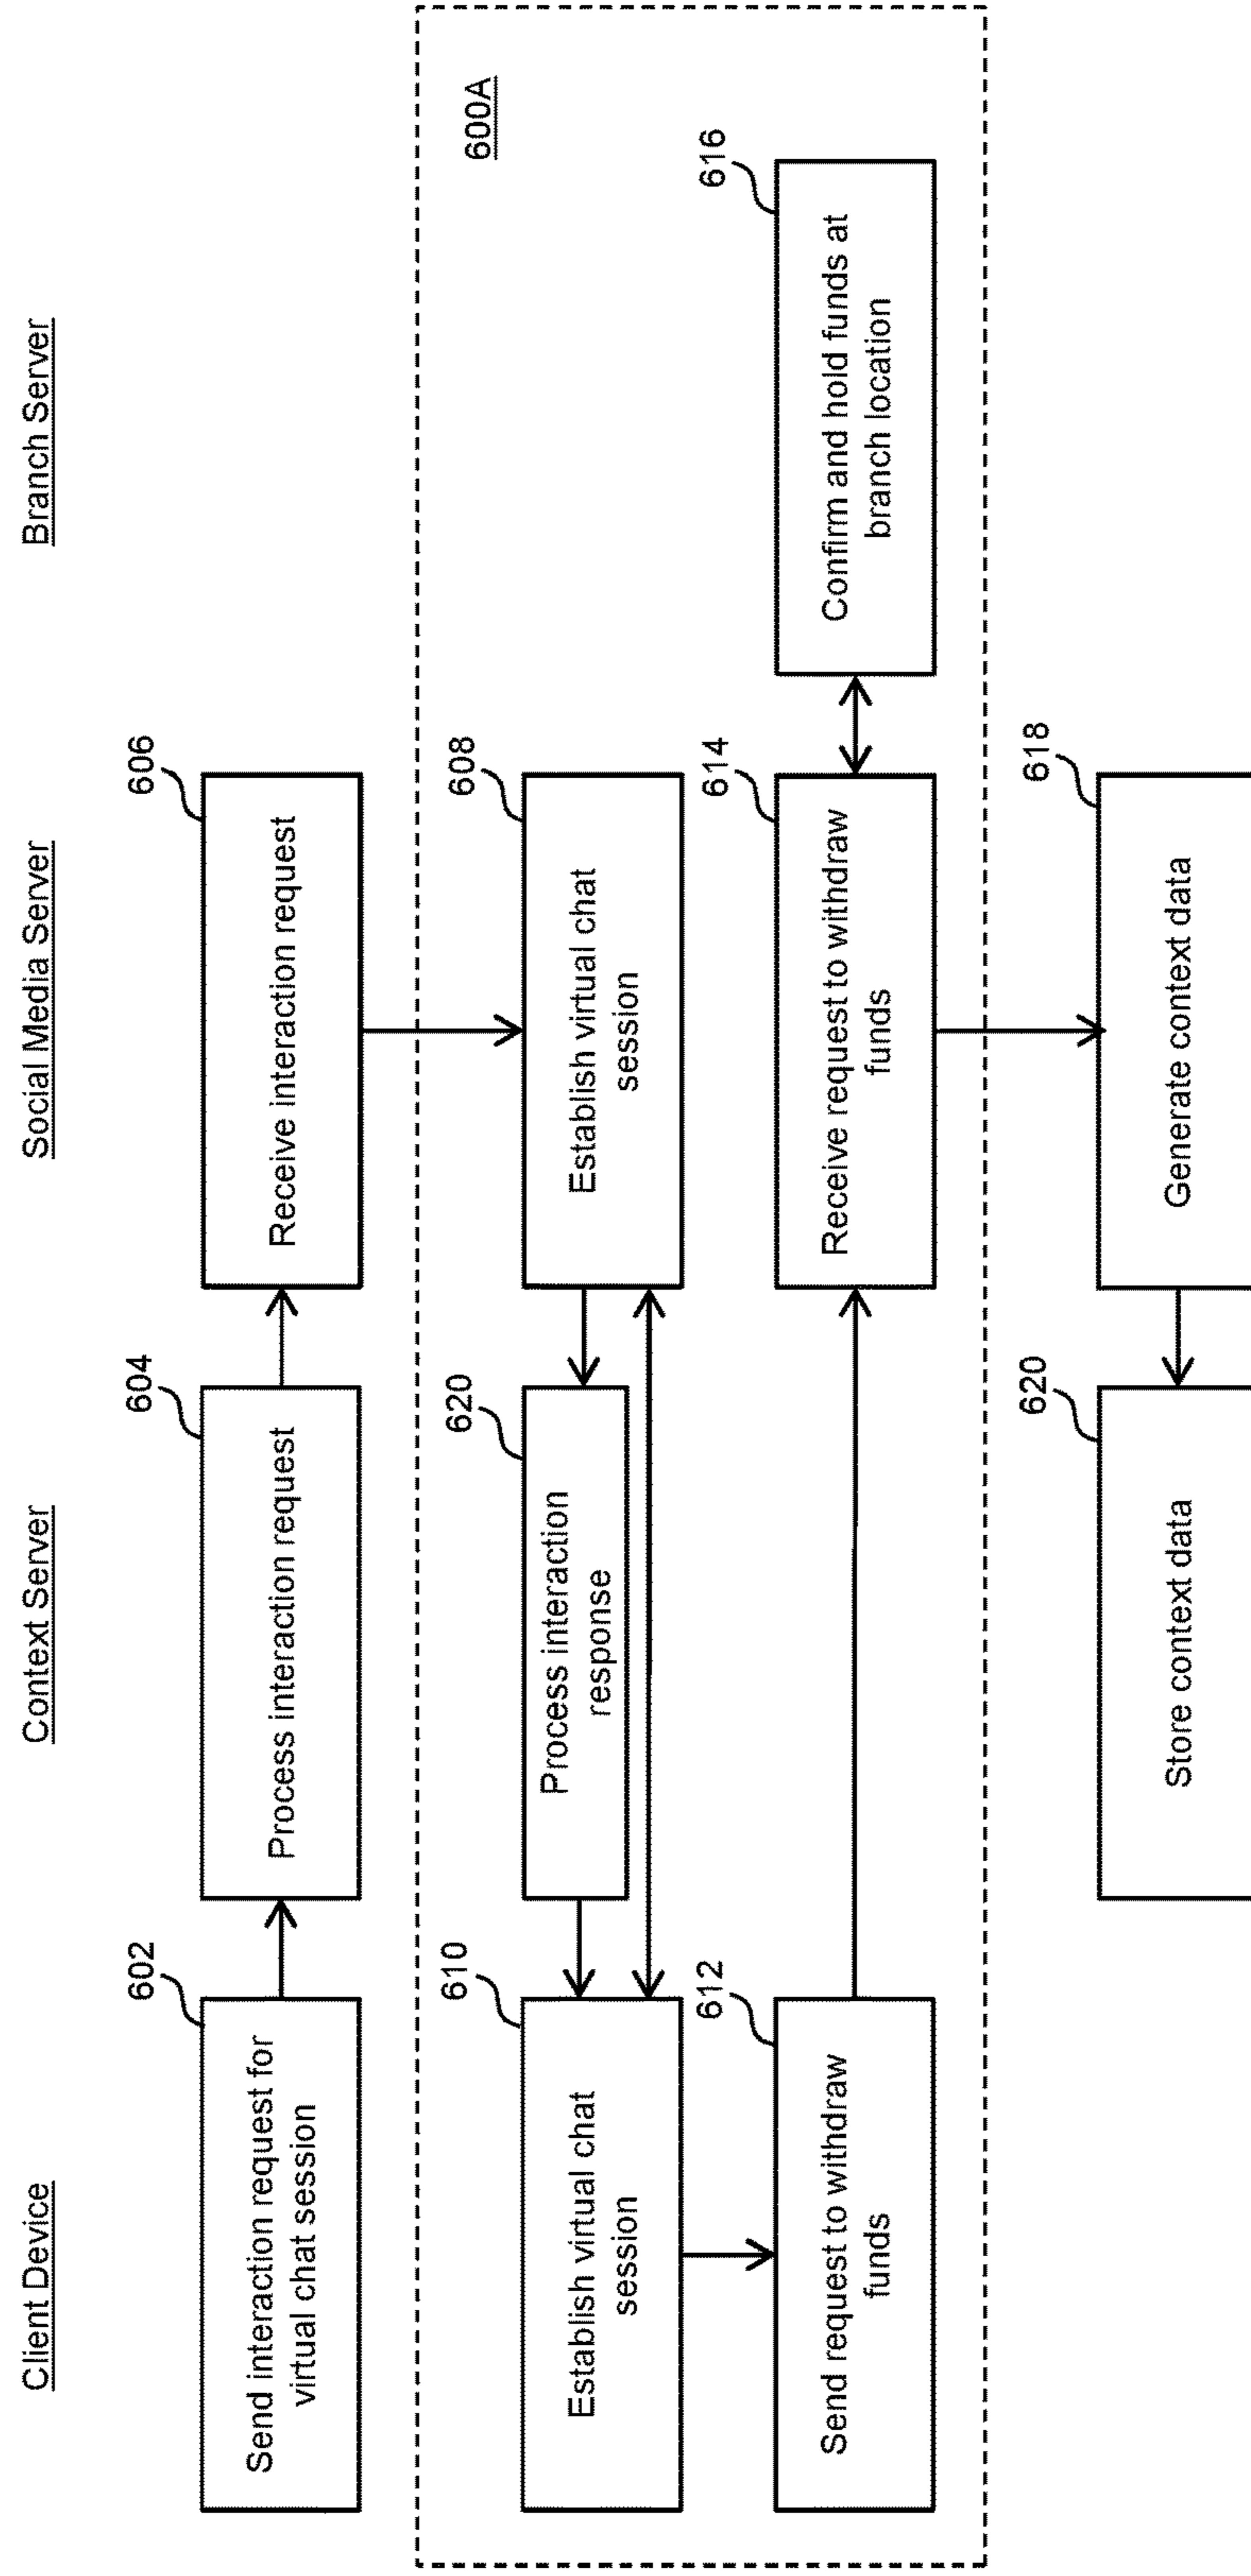 Client Device
Context Server
Social Media Server
Branch Server
602
Send interaction request for
virtual chat session
604
Process interaction request
606
Receive interaction request
600A
610
Establish virtual chat
session
620
Process interaction
response
608
Establish virtual chat
session
612
Send request to withdraw
funds
614
Receive request to withdraw
funds
616
Confirm and hold funds at
branch location
620
Store context data
618
Generate context data